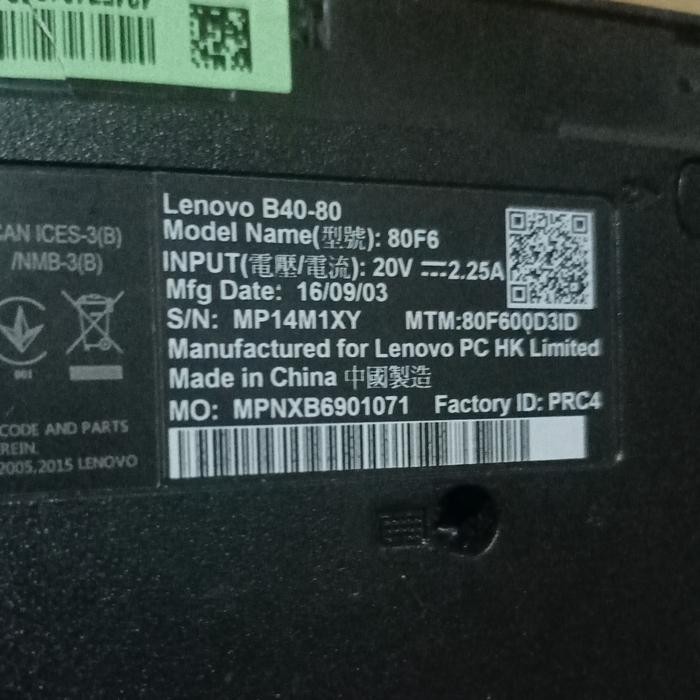 CAN ICES-3(B)
/NMB-3(B)
CODE AND PARTS
REIN.
2005,2015 LENOVO
Lenovo B40-80
Model Name(型號): 80F6
INPUT(電壓/電流): 20V ⎓2.25A
Mfg Date: 16/09/03
S/N: MP14M1XY MTM:80F600D3ID
Manufactured for Lenovo PC HK Limited
Made in China 中國製造
MO: MPNXB6901071 Factory ID: PRC4